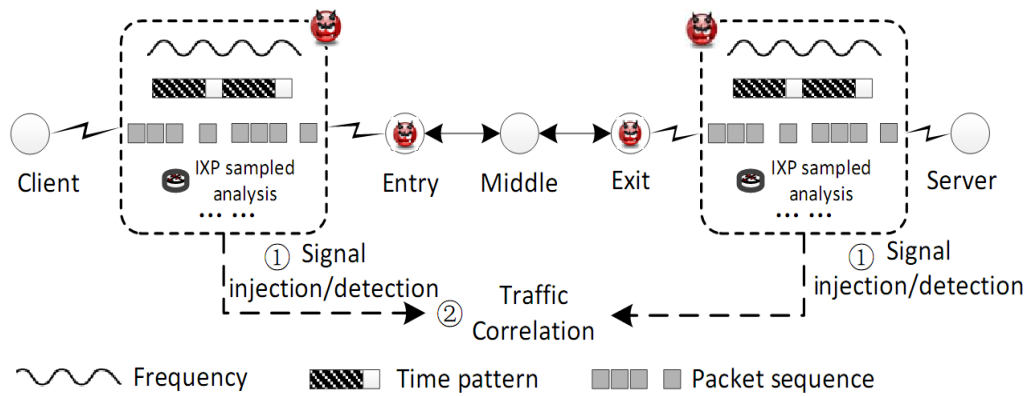 IXP sampled
analysis
... ...
Client
Entry
Middle
Exit
IXP sampled
analysis
... ...
Server
① Signal
injection/detection
② Traffic
Correlation
① Signal
injection/detection
Frequency
Time pattern
Packet sequence